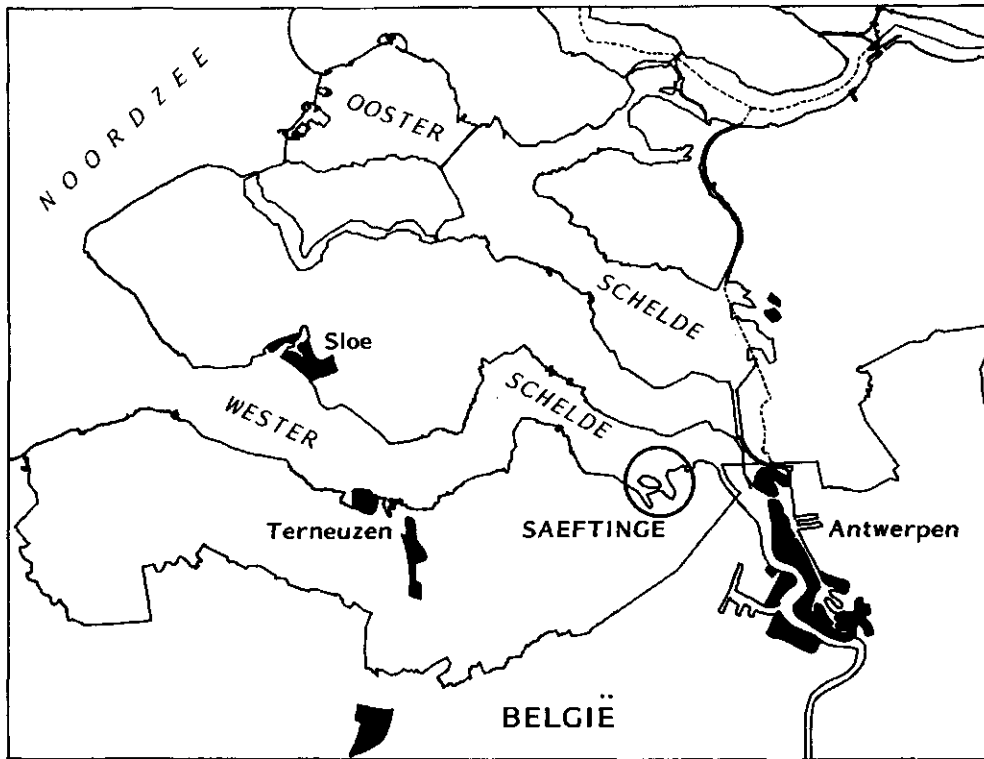 NOORDZEE
OOSTER
SCHELDE
Sloe
SCHELDE
WESTER
Terneuzen
SAEFTINGE
Antwerpen
BELGIË